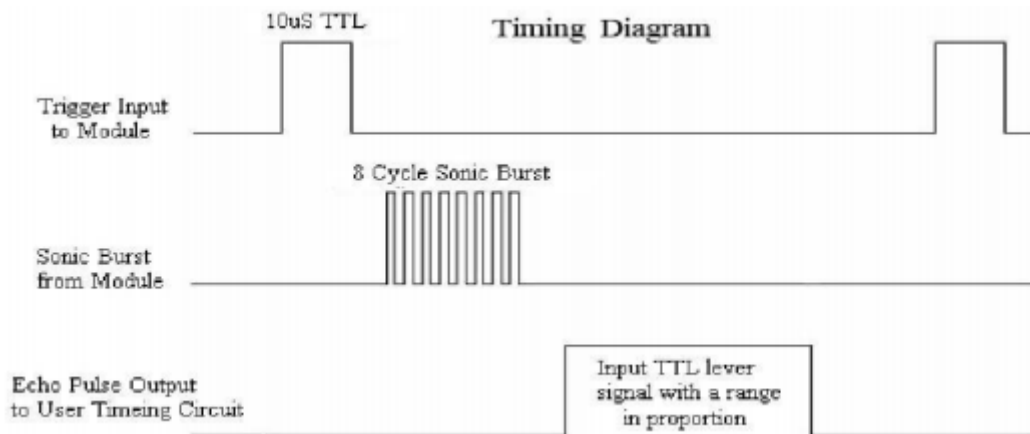 10uS TTL
Timing Diagram
Trigger Input
to Module
8 Cycle Sonic Burst
Sonic Burst
from Module
Echo Pulse Output
to User Timeing Circuit
Input TTL lever
signal with a range
in proportion